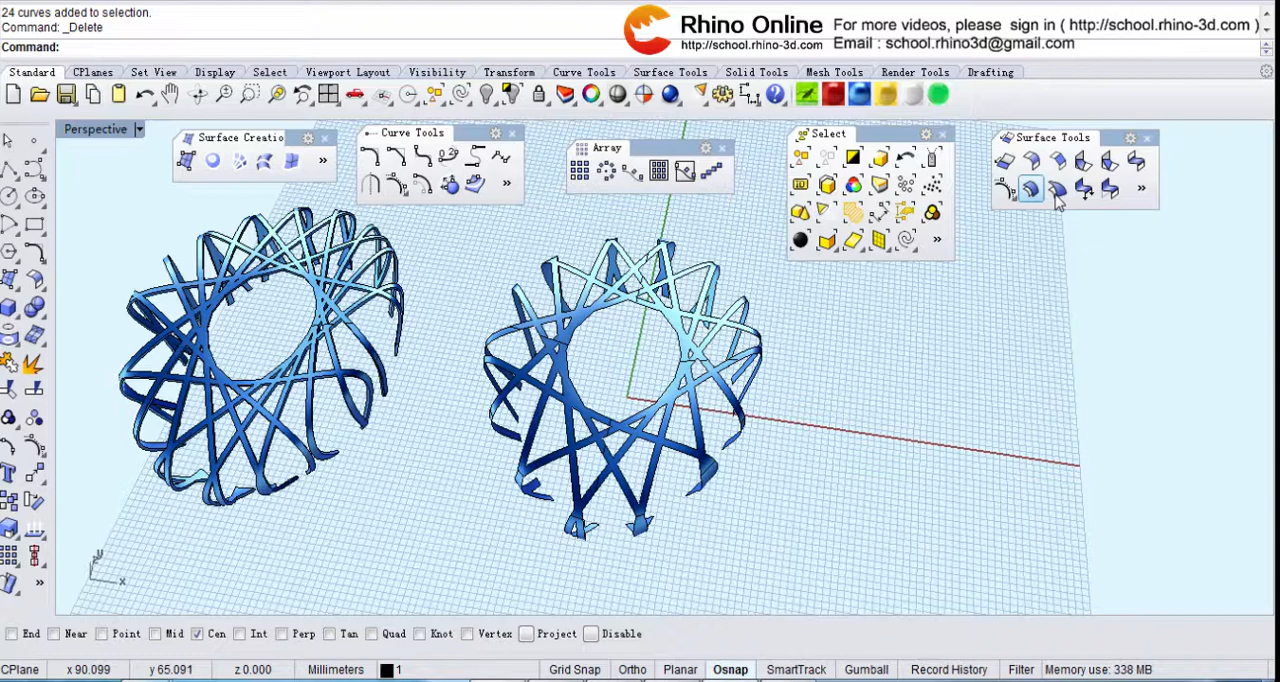 24 curves added to selection.
Command: _Delete
Command:
Rhino Online
http://school.rhino-3d.com
For more videos, please sign in ( http://school.rhino-3d.com )
Email : school.rhino3d@gmail.com
Standard CPlanes Set View Display Select Viewport Layout Visibility Transform Curve Tools Surface Tools Solid Tools Mesh Tools Render Tools Drafting
Perspective
Surface Creatio
Curve Tools
Array
Select
Surface Tools
y
x
End Near Point Mid Cen Int Perp Tan Quad Knot Vertex Project Disable
CPlane x 90.099 y 65.091 z 0.000 Millimeters 1 Grid Snap Ortho Planar Osnap SmartTrack Gumball Record History Filter Memory use: 338 MB